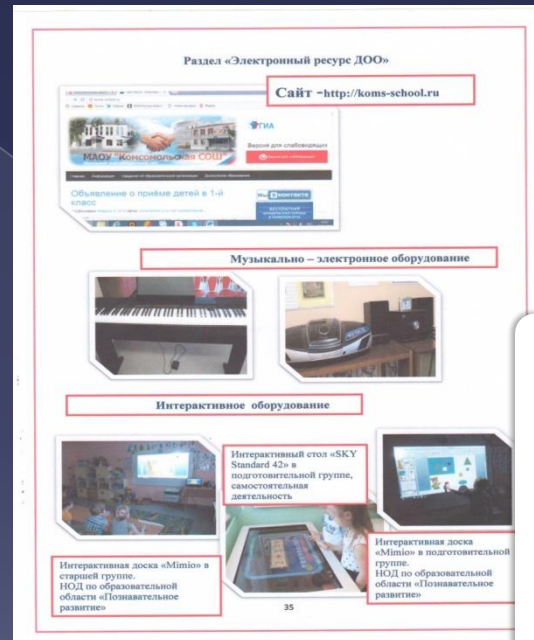 Раздел «Электронный ресурс ДОО»
Сайт -http://koms-school.ru
ГИА
Версия для слабовидящих
МАОУ "Комсомольская СОШ"
Объявление о приёме детей в 1-й
класс
Мы вконтакте
Музыкально – электронное оборудование
Интерактивное оборудование
Интерактивный стол «SKY
Standard 42» в
подготовительной группе,
самостоятельная
деятельность
Интерактивная доска «Mimio» в
старшей группе.
НОД по образовательной
области «Познавательное
развитие»
Интерактивная доска
«Mimio» в подготовительной
группе.
НОД по образовательной
области «Познавательное
развитие»
35